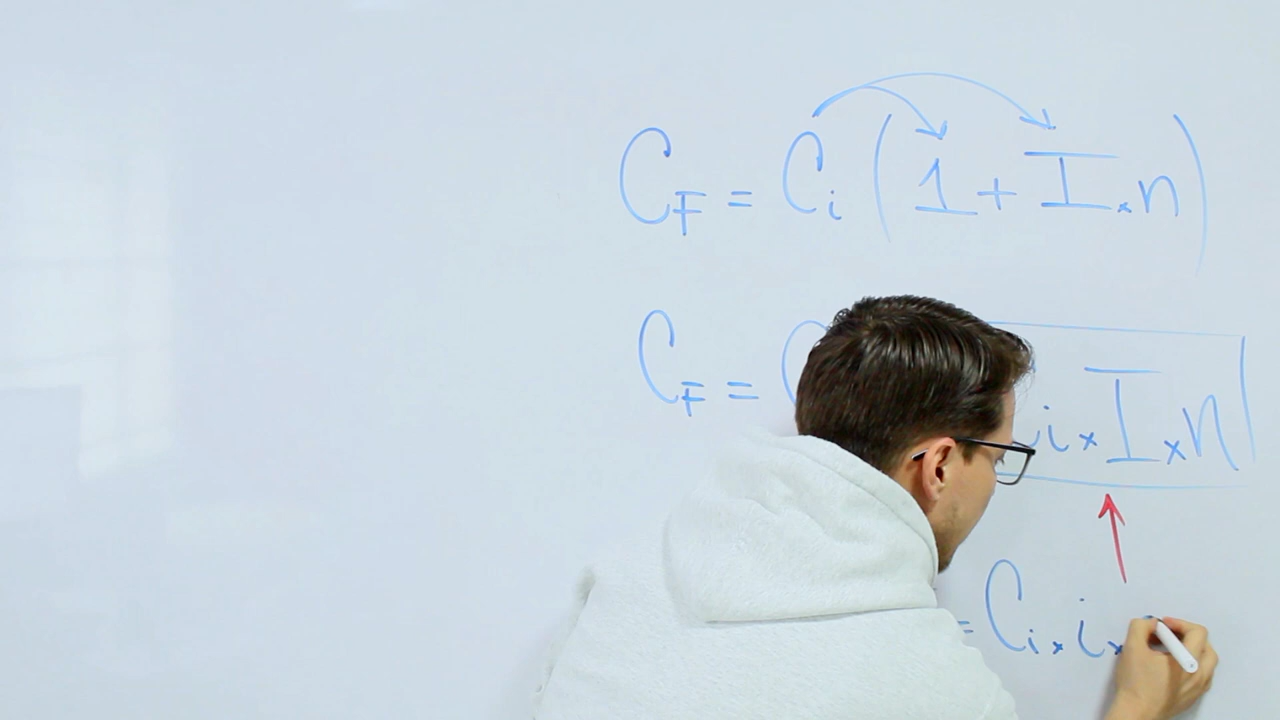 C_F = C_i (1 + I × n)
C_F = C i × I × n
= C_i × i ×